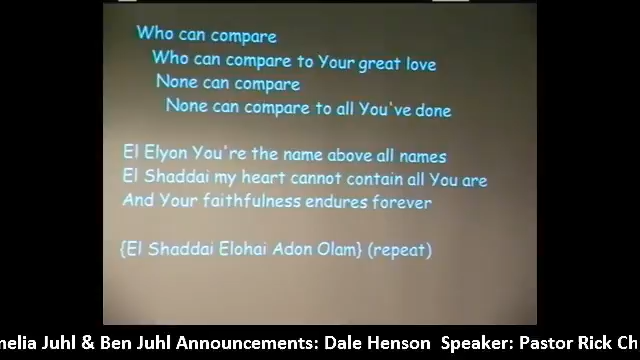 Who can compare
Who can compare to Your great love
None can compare
None can compare to all You've done
El Elyon You're the name above all names
El Shaddai my heart cannot contain all You are
And Your faithfulness endures forever
{El Shaddai Elohai Adon Olam} (repeat)
Juhl & Ben Juhl Announcements: Dale Henson Speaker: Pastor Rick